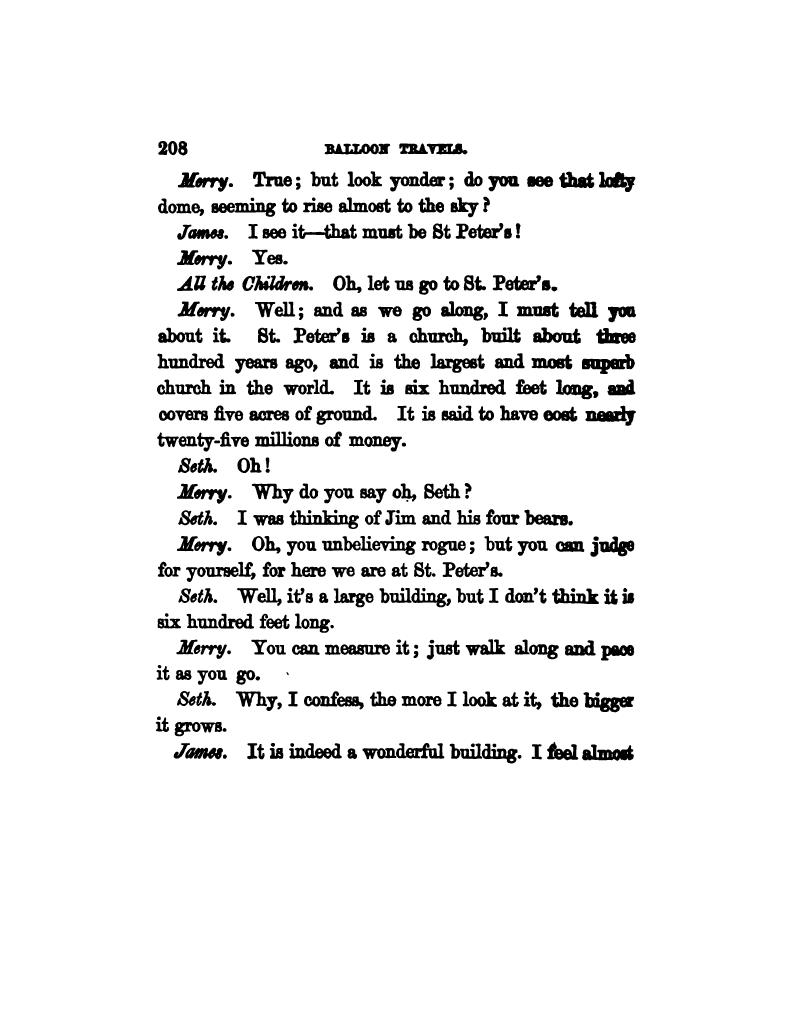 208 BALLOON TRAVELS.
Merry. True; but look yonder; do you see that lofty
dome, seeming to rise almost to the sky?
James. I see it—that must be St Peter's!
Merry. Yes.
All the Children. Oh, let us go to St. Peter's.
Merry. Well; and as we go along, I must tell you
about it. St. Peter's is a church, built about three
hundred years ago, and is the largest and most superb
church in the world. It is six hundred feet long, and
covers five acres of ground. It is said to have cost nearly
twenty-five millions of money.
Seth. Oh!
Merry. Why do you say oh, Seth?
Seth. I was thinking of Jim and his four bears.
Merry. Oh, you unbelieving rogue; but you can judge
for yourself, for here we are at St. Peter's.
Seth. Well, it's a large building, but I don't think it is
six hundred feet long.
Merry. You can measure it; just walk along and pace
it as you go.
Seth. Why, I confess, the more I look at it, the bigger
it grows.
James. It is indeed a wonderful building. I feel almost